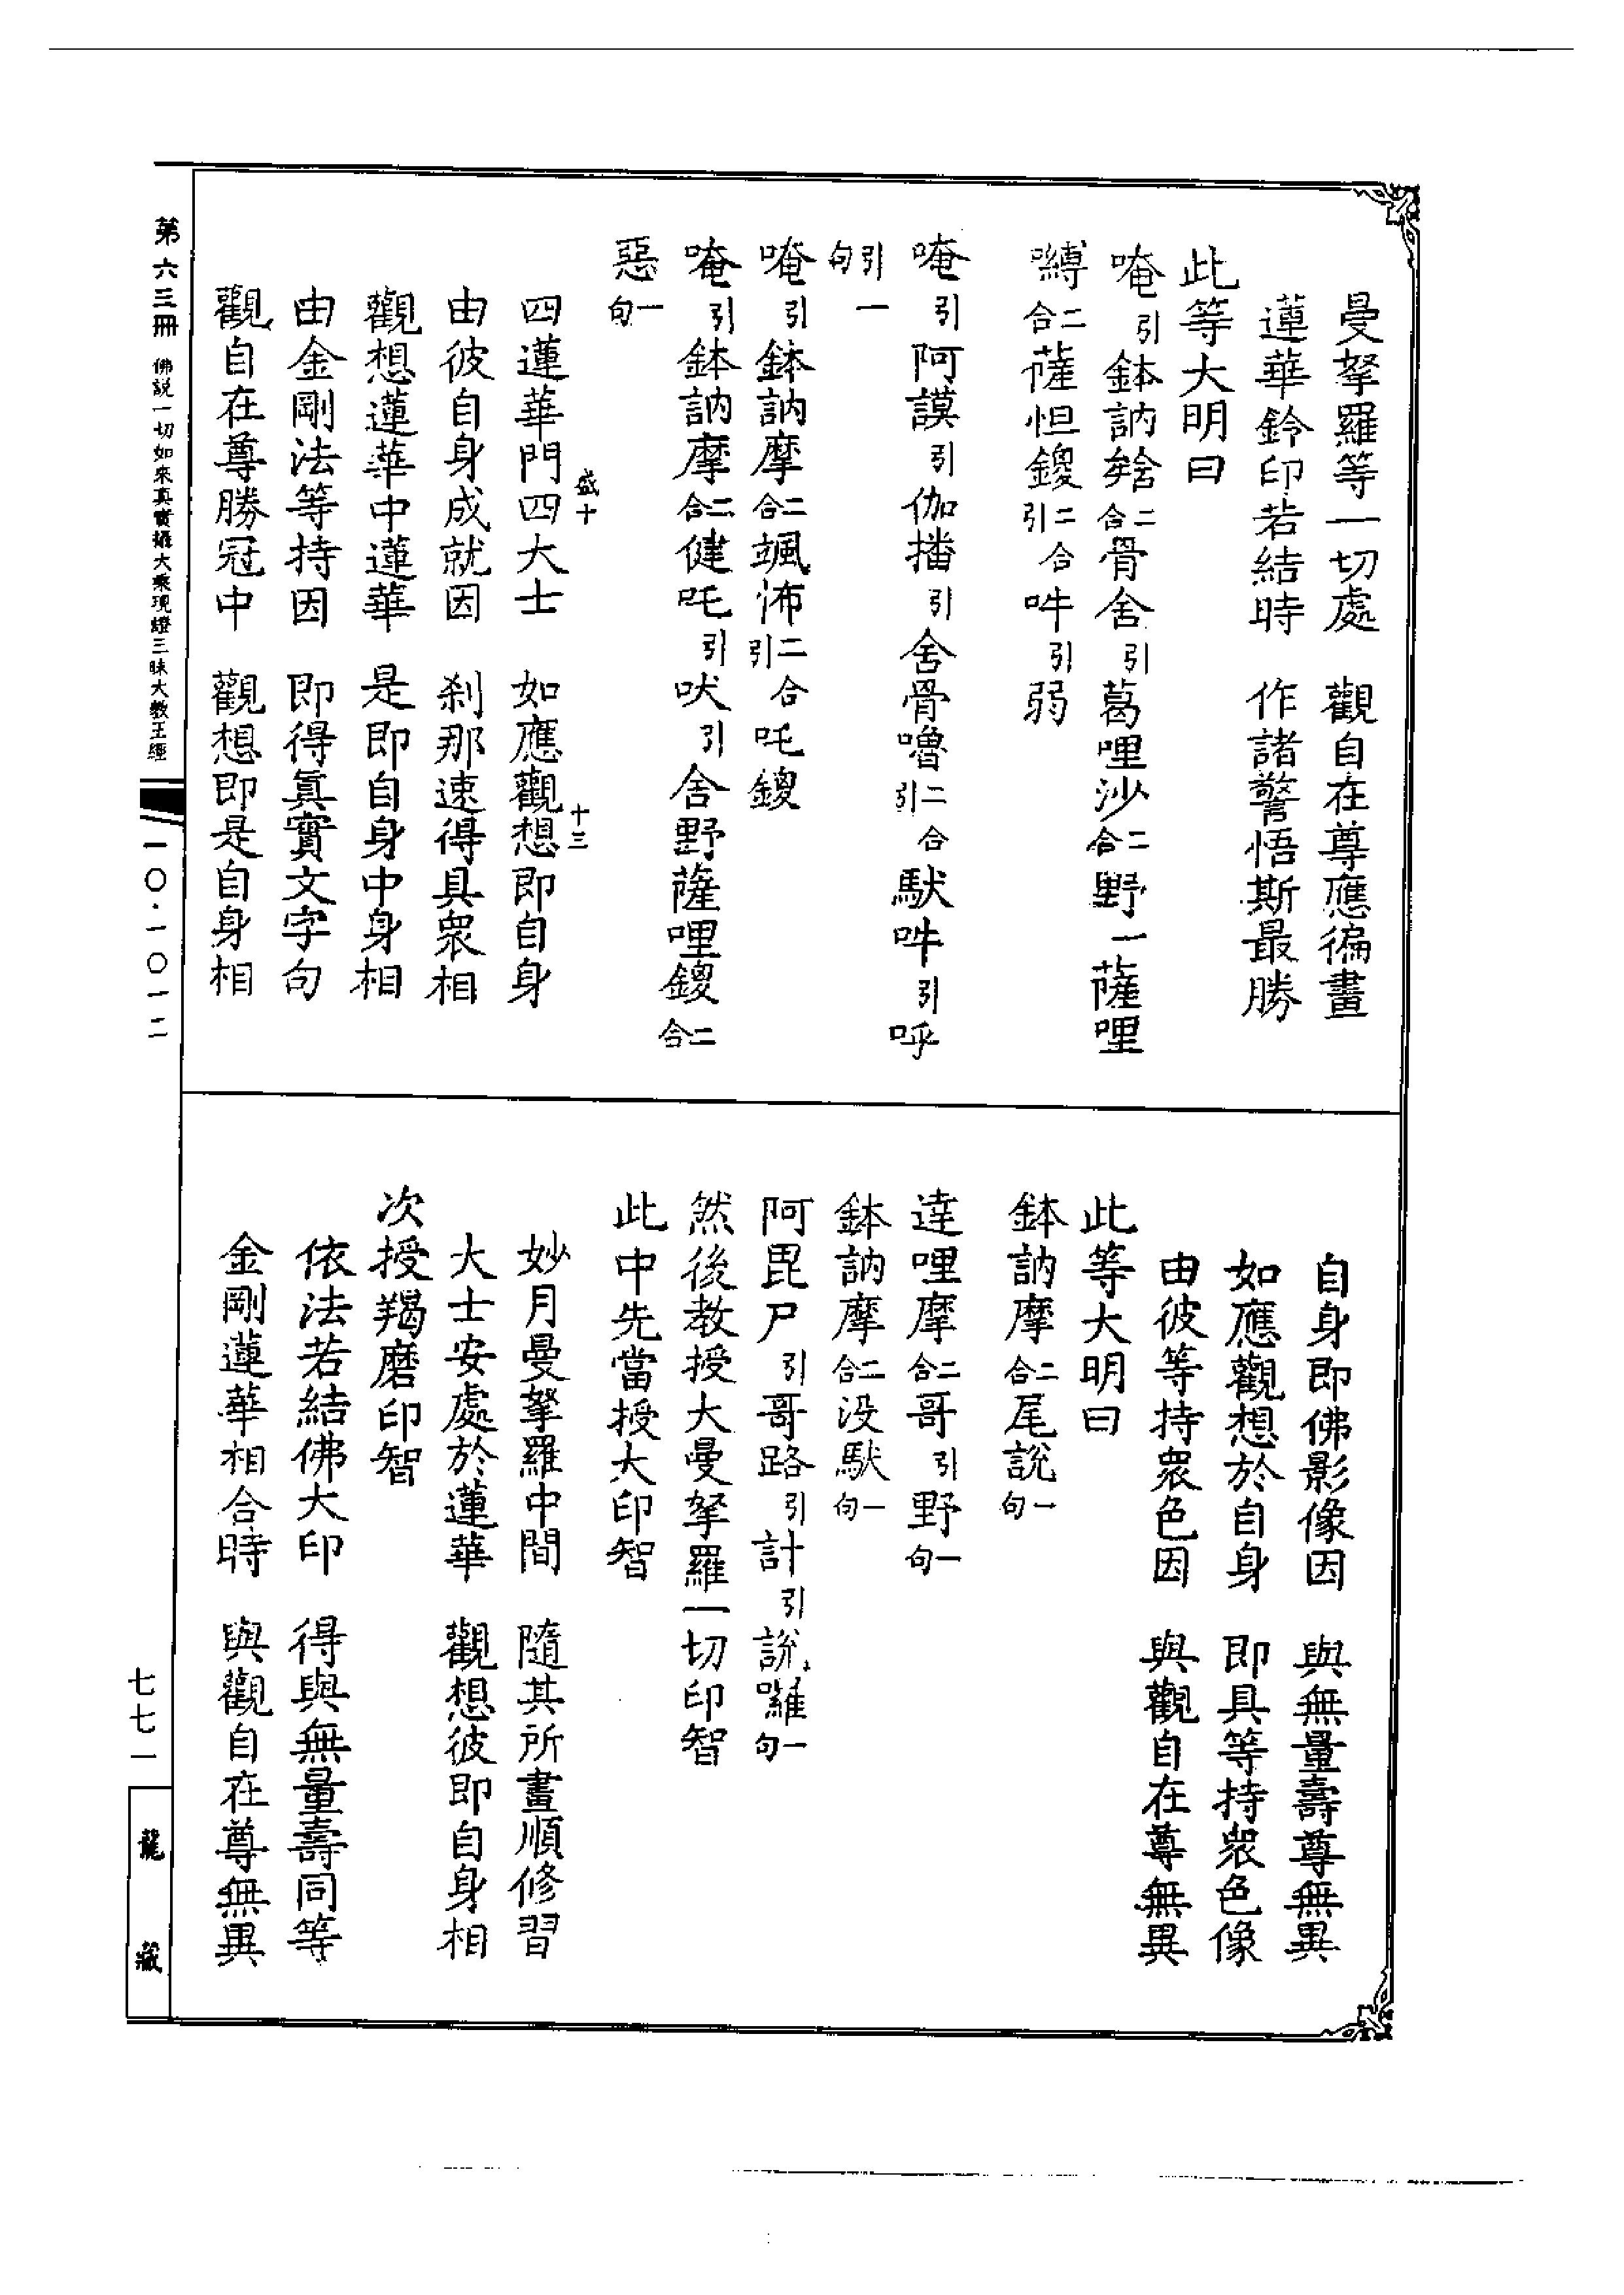 曼拏羅等一切處　觀自在尊應徧畫
蓮華鈴印若結時　作諸警悟斯最勝
此等大明曰
唵引鉢訥𤚥二合骨舍引葛哩沙二合野一薩哩
嚩二合薩怛鑁二合引吽引弱
唵引阿謨引伽播引舍骨嚕二合引馱吽引呼
引一句
唵引鉢訥摩二合颯怖二合引吒鑁
唵引鉢訥摩二合健吒引吠引舍野薩哩鑁二合
惡一句
四蓮華門四大士　如應觀想即自身
盛十　十三
由彼自身成就因　刹那速得具衆相
觀想蓮華中蓮華　是即自身中身相
由金剛法等持因　即得真實文字句
觀自在尊勝冠中　觀想即是自身相
自身即佛影像因　與無量壽尊無異
如應觀想於自身　即具等持衆色像
由彼等持衆色因　與觀自在尊無異
此等大明曰
鉢訥摩二合尾說一句
達哩摩二合哥引野一句
鉢訥摩二合没馱一句
阿毘尸引哥路引計引說囉一句
然後教授大曼拏羅一切印智
此中先當授大印智
妙月曼拏羅中間　隨其所畫順修習
大士安處於蓮華　觀想彼即自身相
次授羯磨印智
依法若結佛大印　得與無量壽同等
金剛蓮華相合時　與觀自在尊無異
第六三冊　佛説一切如來真實攝大乘現證三昧大教王經　一〇·一〇一二
七七一
龍藏